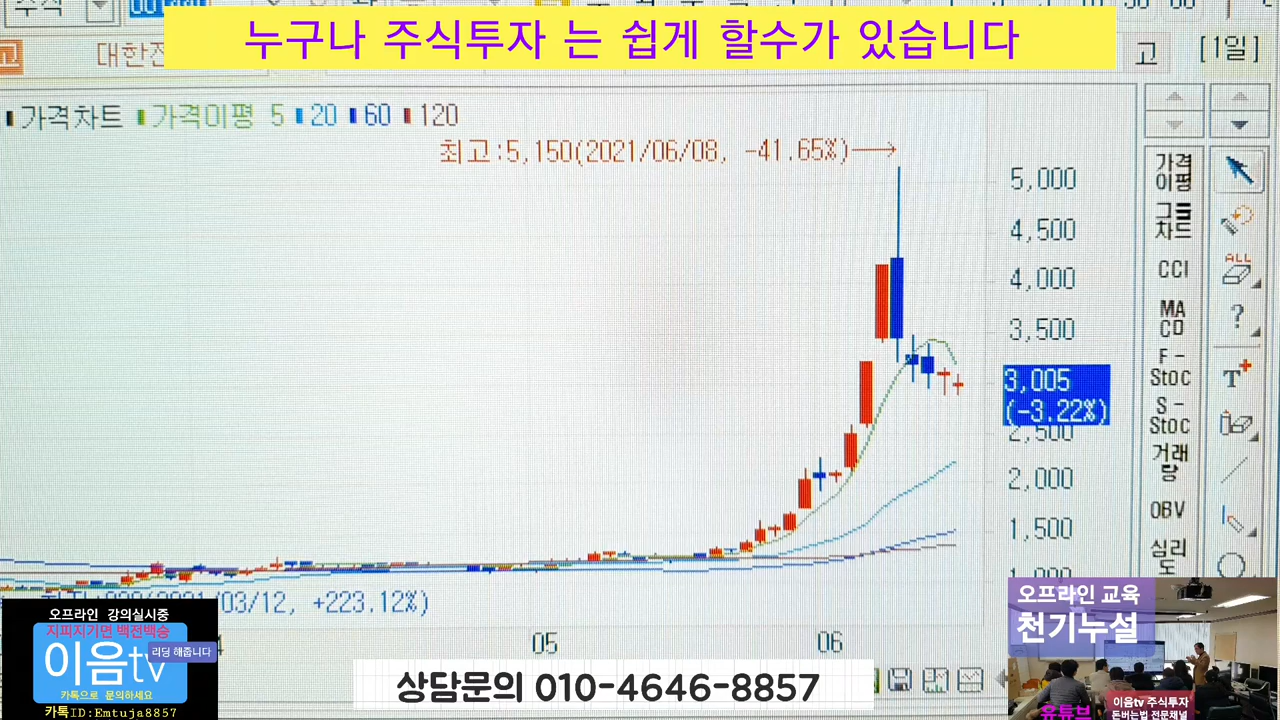 누구나 주식투자 는 쉽게 할수가 있습니다
대한전
고
[1일]
가격차트 가격이평 5 20 60 120
최고:5,150(2021/06/08, -41.65%)
5,000
4,500
4,000
3,500
3,005
(-3.22%)
2,500
2,000
1,500
1,000
가격
이평
그물
차트
CCI
MA
CD
F-
Stoc
S-
Stoc
거래
량
OBV
심리
도
ALL
?
T
/03/12, +223.12%)
05
06
오프라인 강의실시중
지피지기면 백전백승
이음tv
리딩 해줍니다
카톡으로 문의하세요
카톡ID:Emtuja8857
상담문의 010-4646-8857
오프라인 교육
천기누설
유튜브
이음tv 주식투자
돈버는법 전문채널